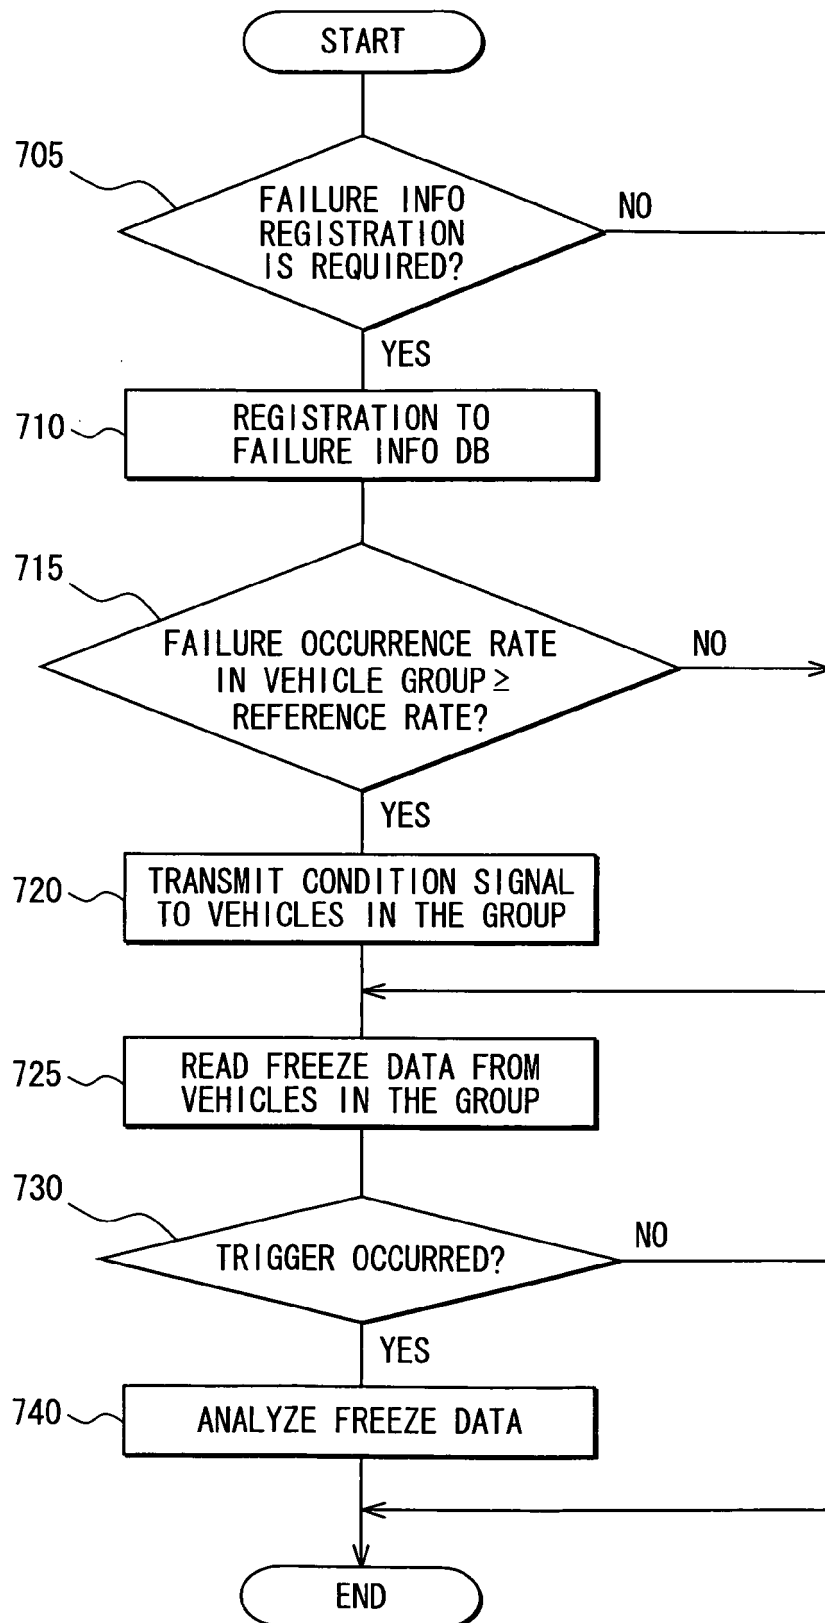 START
705
FAILURE INFO
REGISTRATION
IS REQUIRED?
NO
YES
710
REGISTRATION TO
FAILURE INFO DB
715
FAILURE OCCURRENCE RATE
IN VEHICLE GROUP ≥
REFERENCE RATE?
NO
YES
720
TRANSMIT CONDITION SIGNAL
TO VEHICLES IN THE GROUP
725
READ FREEZE DATA FROM
VEHICLES IN THE GROUP
730
TRIGGER OCCURRED?
NO
YES
740
ANALYZE FREEZE DATA
END